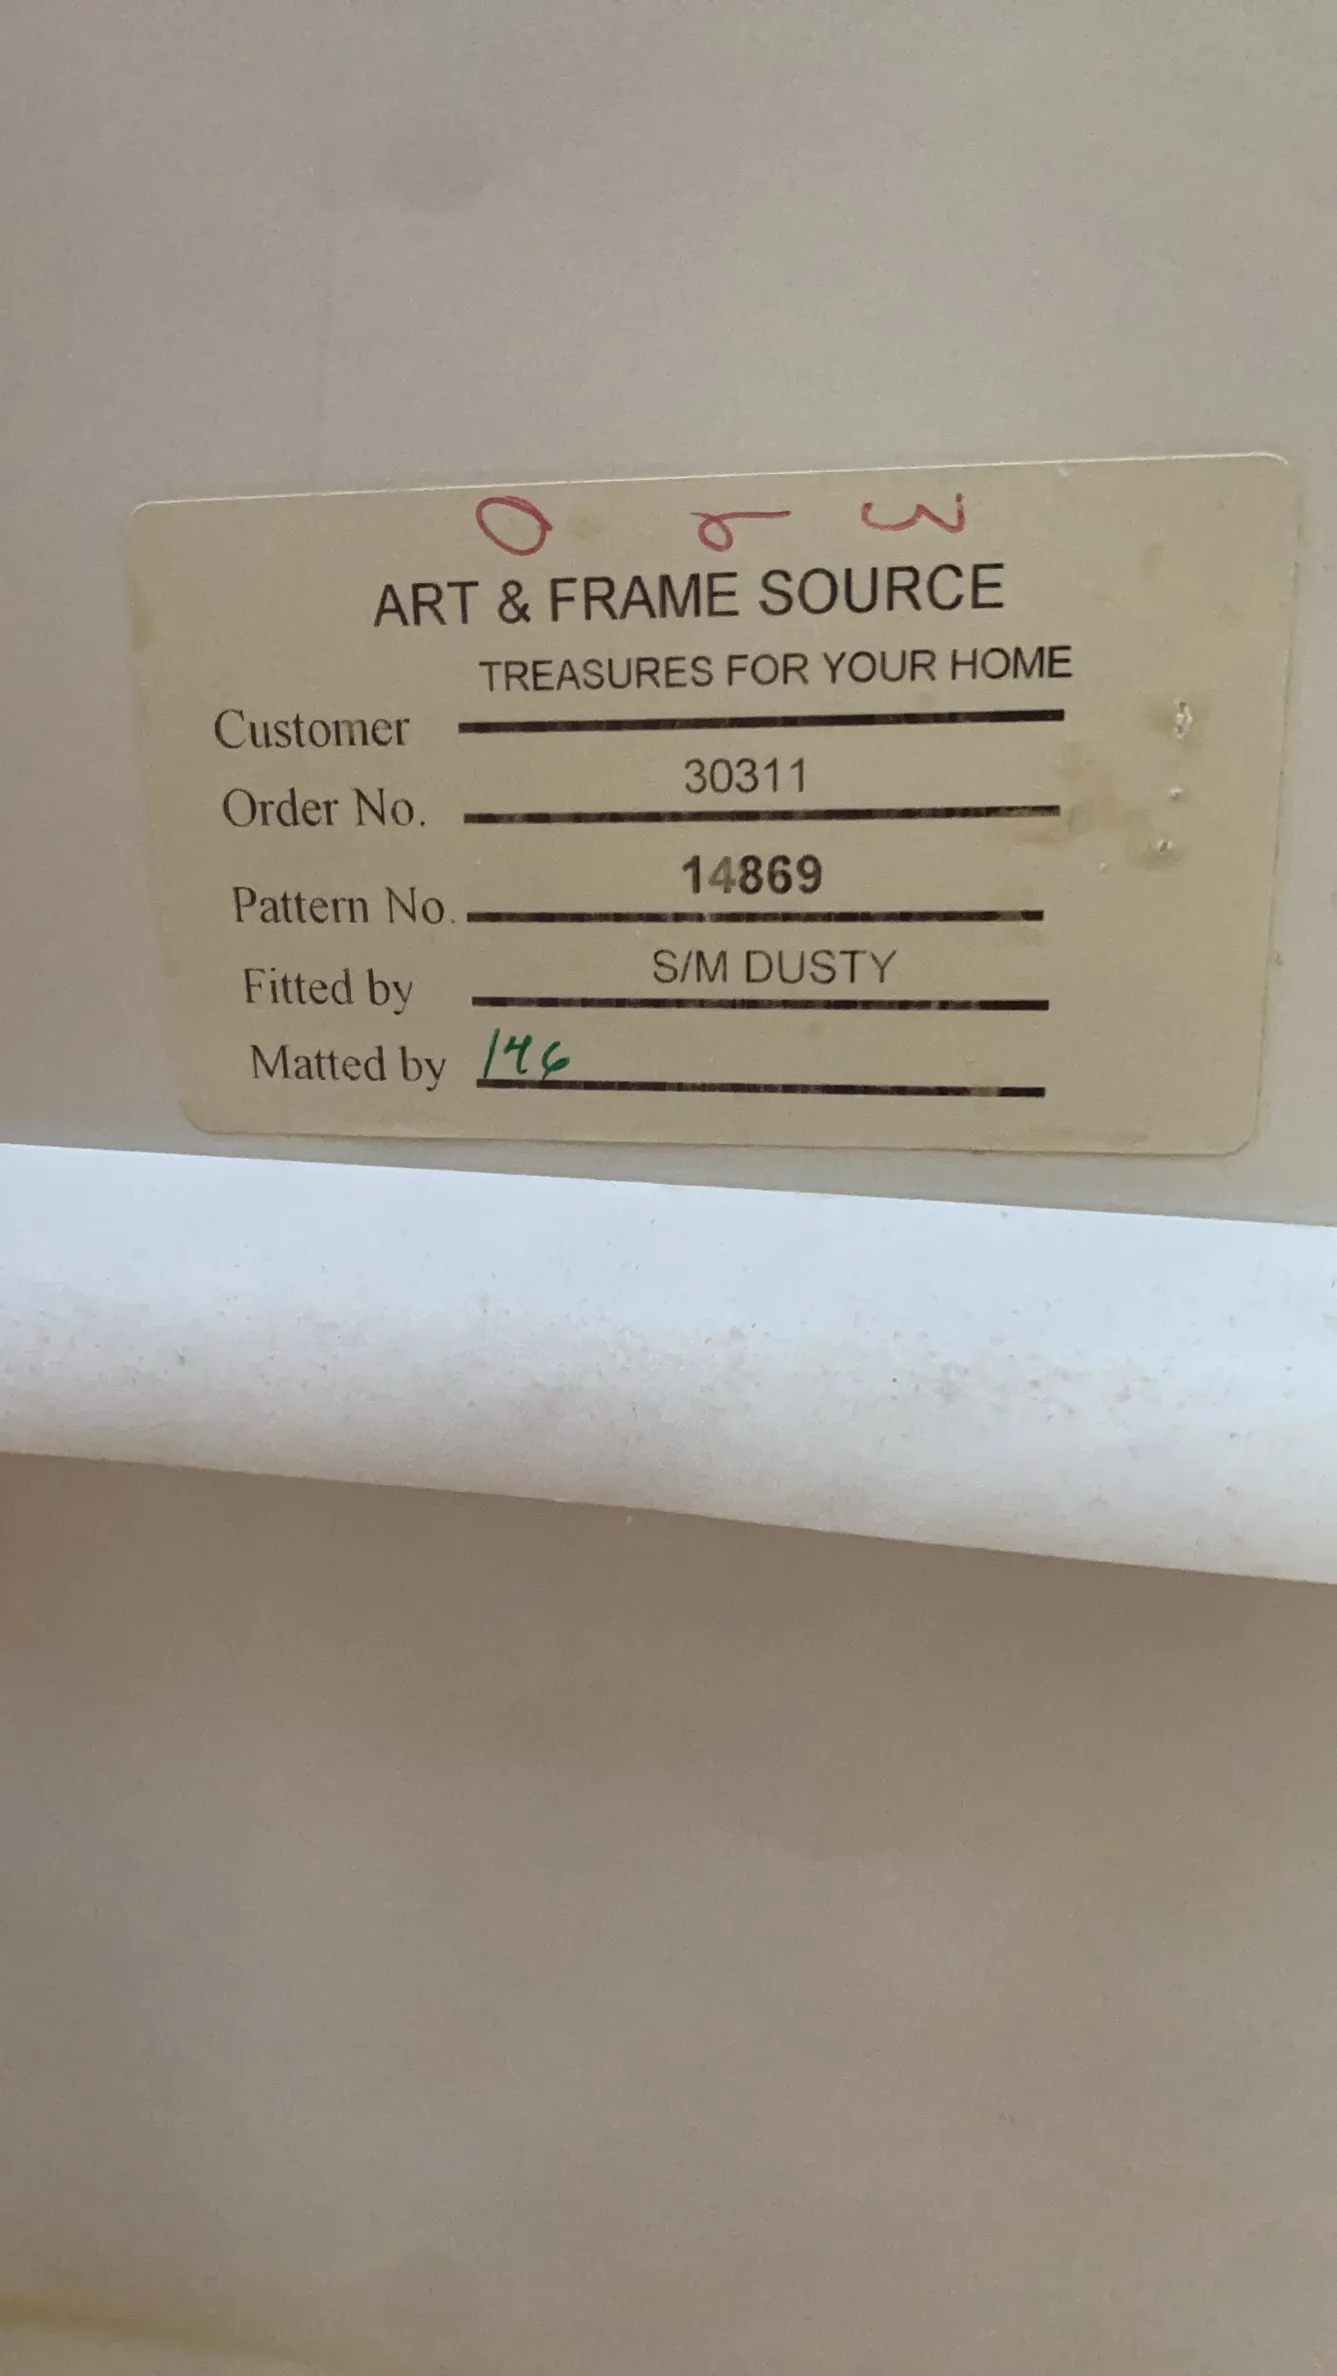 ART & FRAME SOURCE
TREASURES FOR YOUR HOME
Customer
30311
Order No.
14869
Pattern No.
S/M DUSTY
Fitted by
Matted by 146